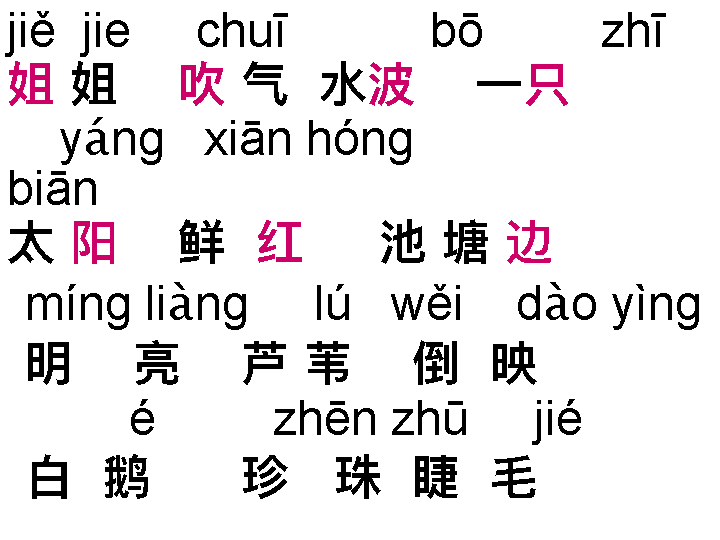 jiě jie chuī bō zhī
姐 姐 吹 气 水波 一只
yáng xiān hóng
biān
太 阳 鲜 红 池 塘 边
míng liàng lú wěi dào yìng
明 亮 芦 苇 倒 映
é zhēn zhū jié
白 鹅 珍 珠 睫 毛